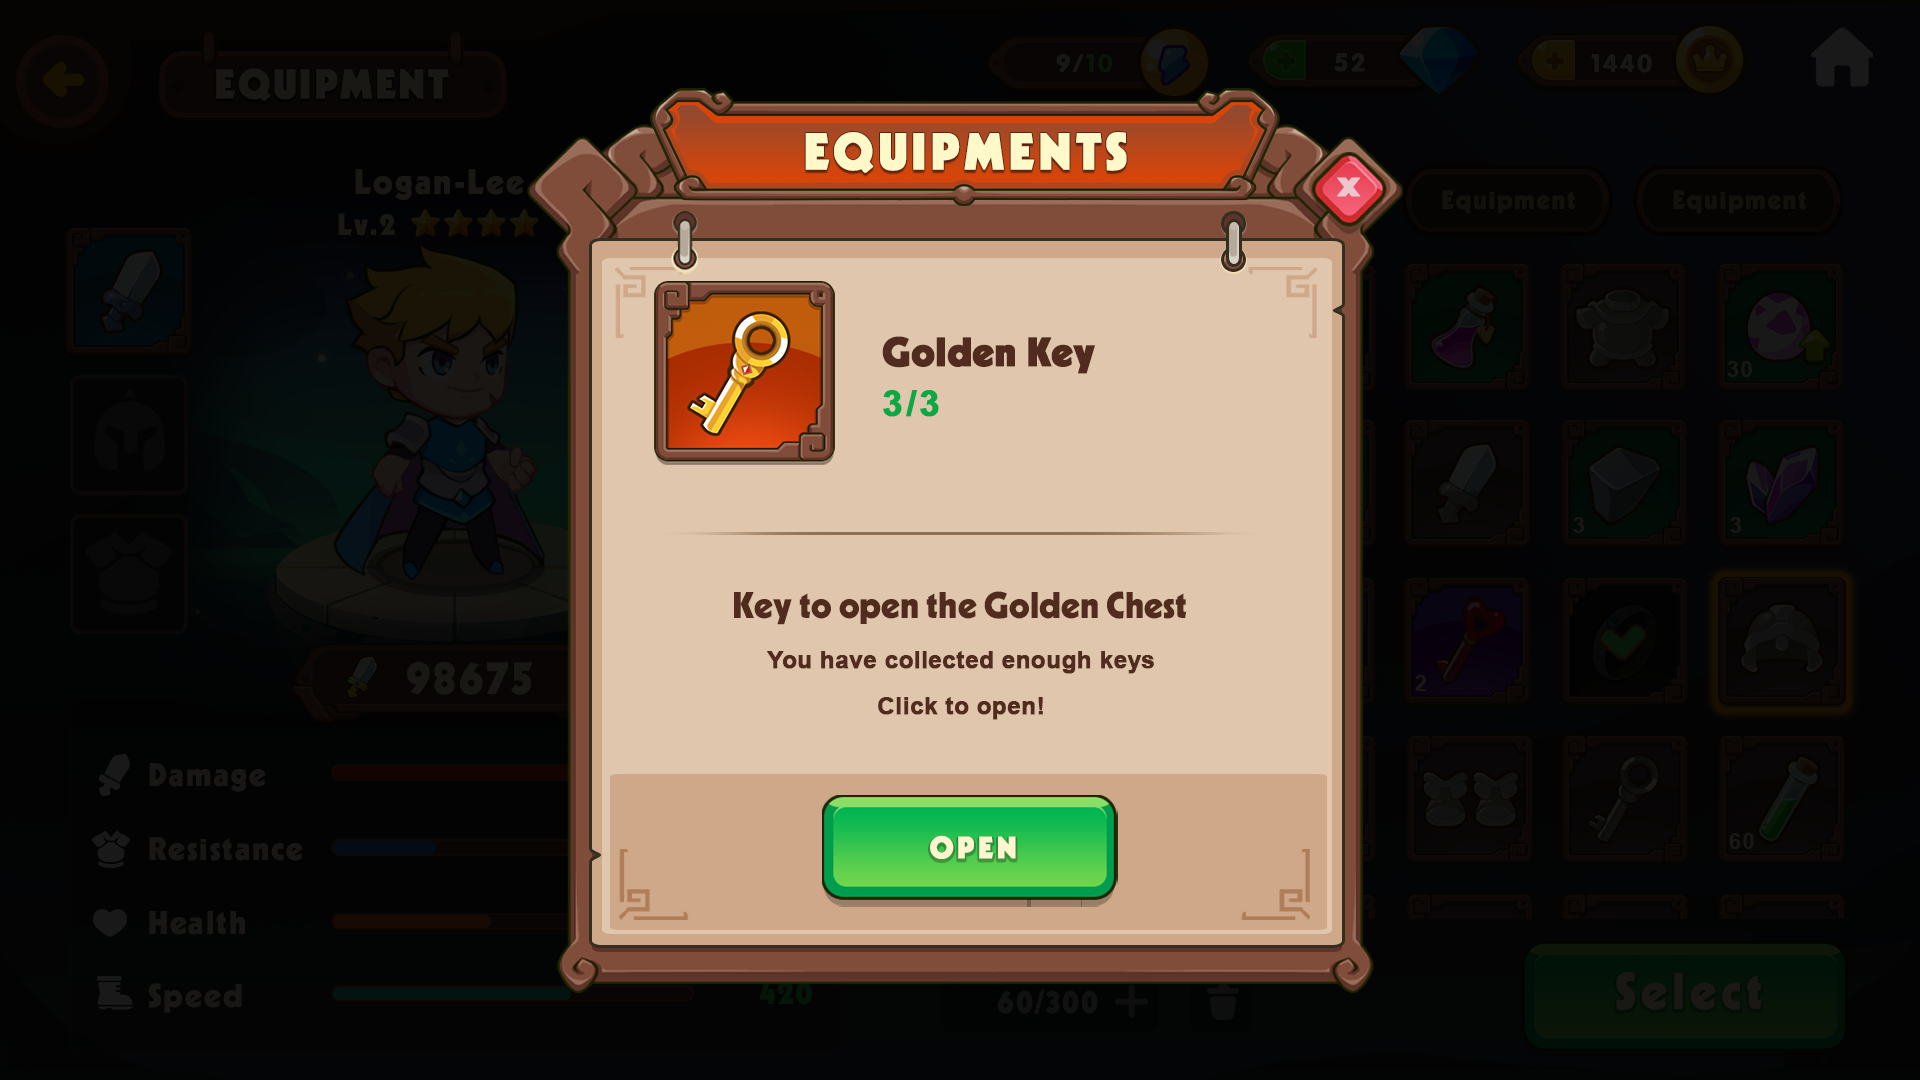 EQUIPMENT
9/10
52
1440
EQUIPMENTS
X
Logan-Lee
Lv.2
Equipment
Equipment
Golden Key
3/3
30
3
3
Key to open the Golden Chest
You have collected enough keys
Click to open!
2
98675
Damage
Resistance
Health
Speed
420
OPEN
60
60/300
Select